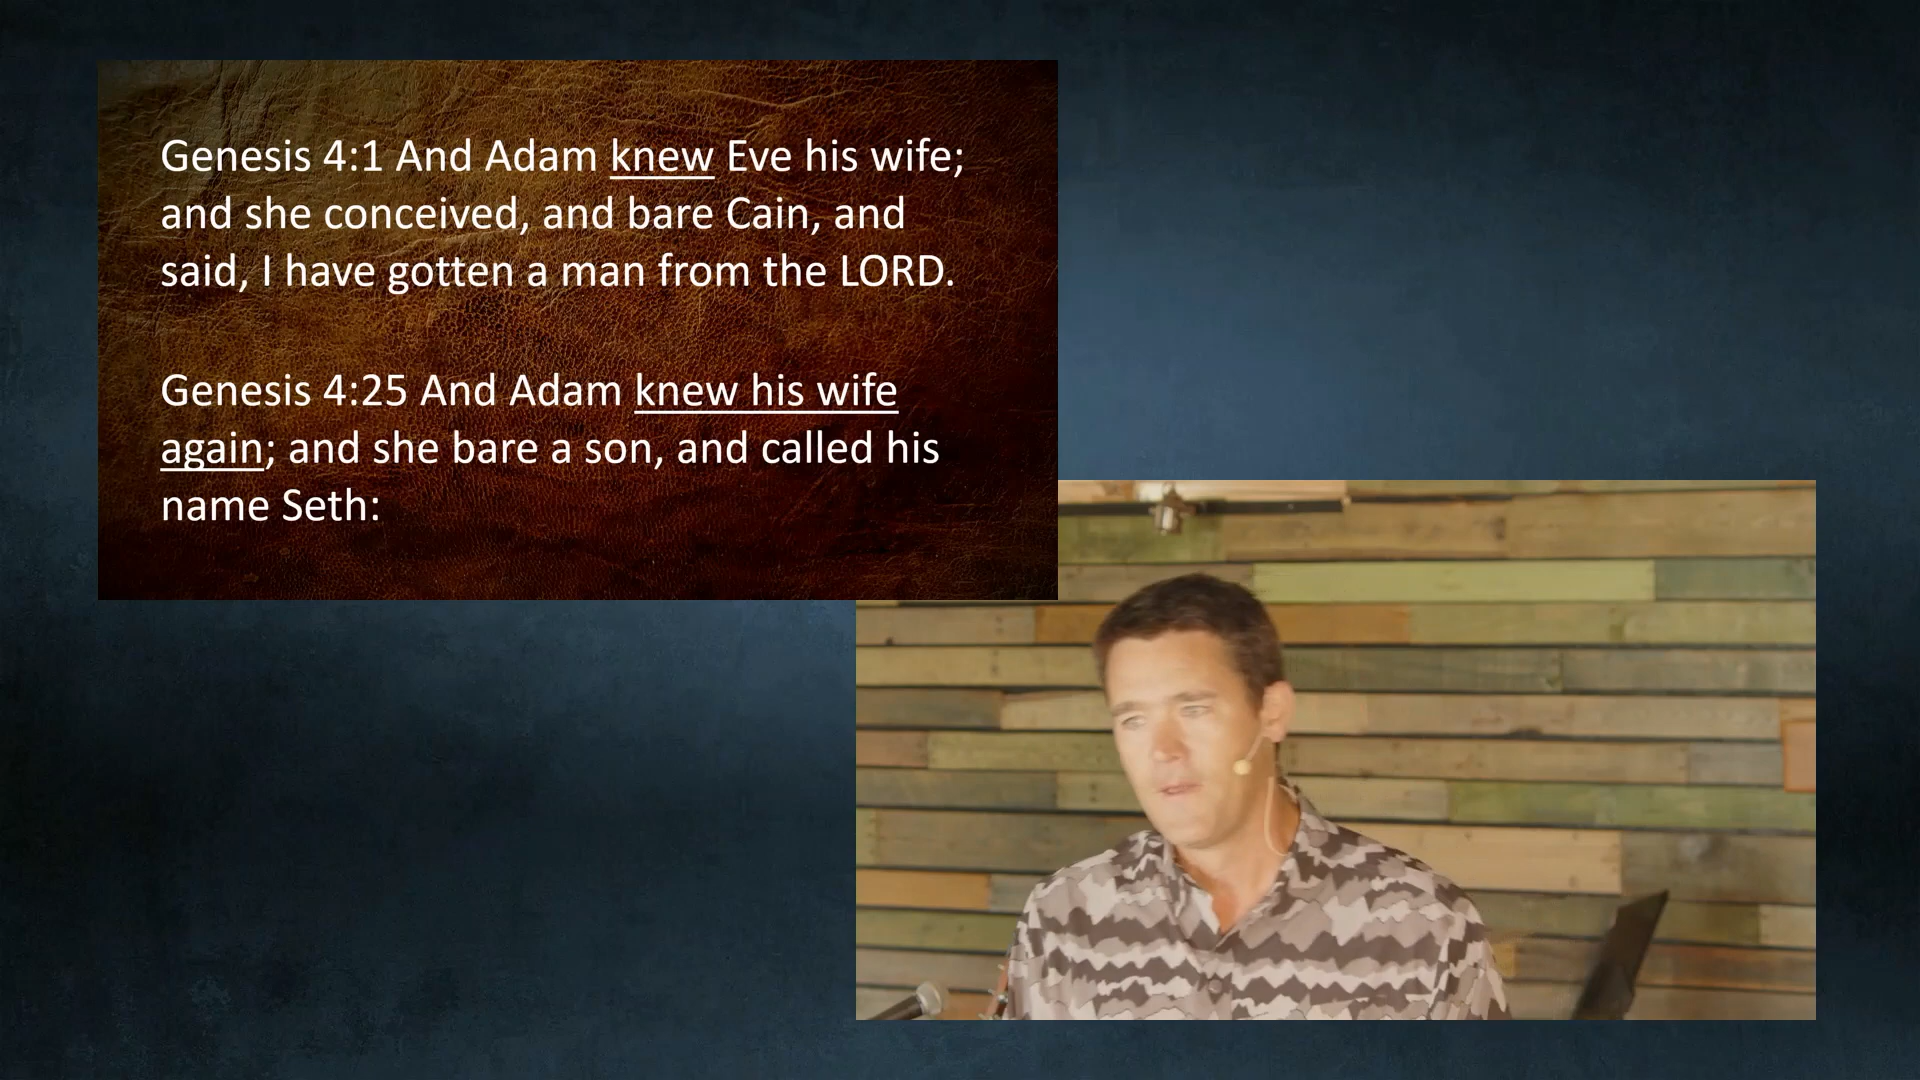 Genesis 4:1 And Adam knew Eve his wife;
and she conceived, and bare Cain, and
said, I have gotten a man from the LORD.
Genesis 4:25 And Adam knew his wife
again; and she bare a son, and called his
name Seth: